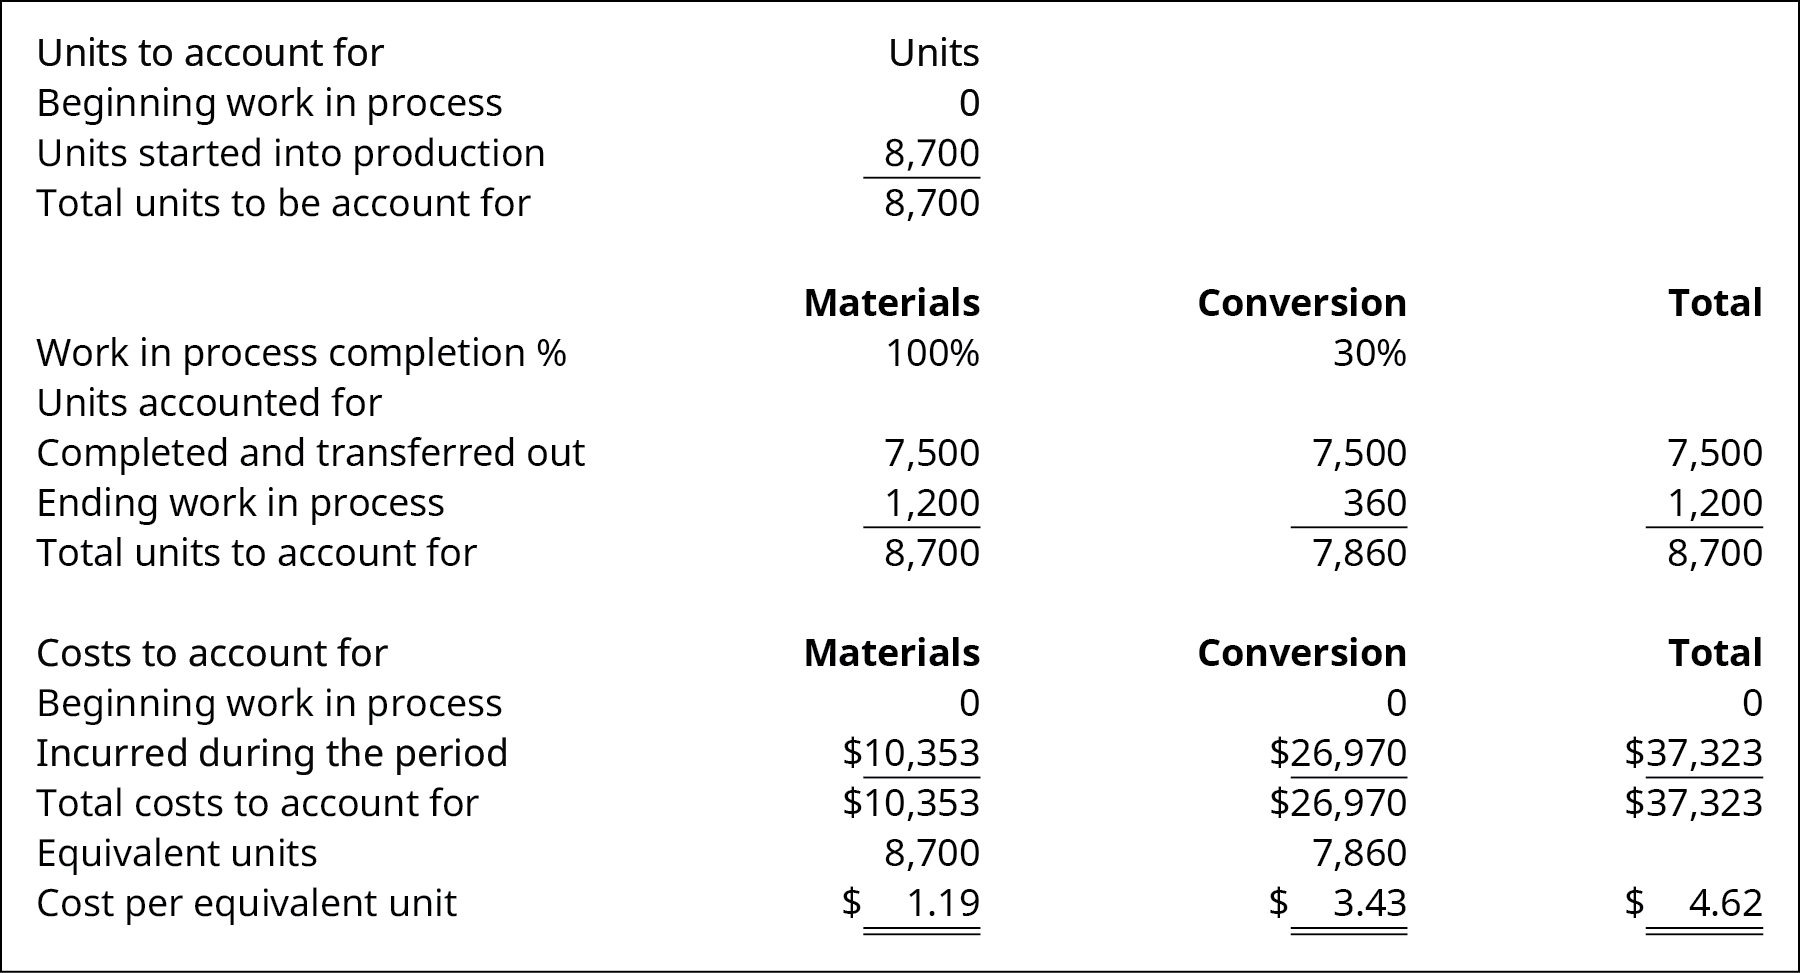 Units to account for Units
Beginning work in process 0
Units started into production 8,700
Total units to be account for 8,700
Materials Conversion Total
Work in process completion % 100% 30%
Units accounted for
Completed and transferred out 7,500 7,500 7,500
Ending work in process 1,200 360 1,200
Total units to account for 8,700 7,860 8,700
Costs to account for Materials Conversion Total
Beginning work in process 0 0 0
Incurred during the period $10,353 $26,970 $37,323
Total costs to account for $10,353 $26,970 $37,323
Equivalent units 8,700 7,860
Cost per equivalent unit $ 1.19 $ 3.43 $ 4.62